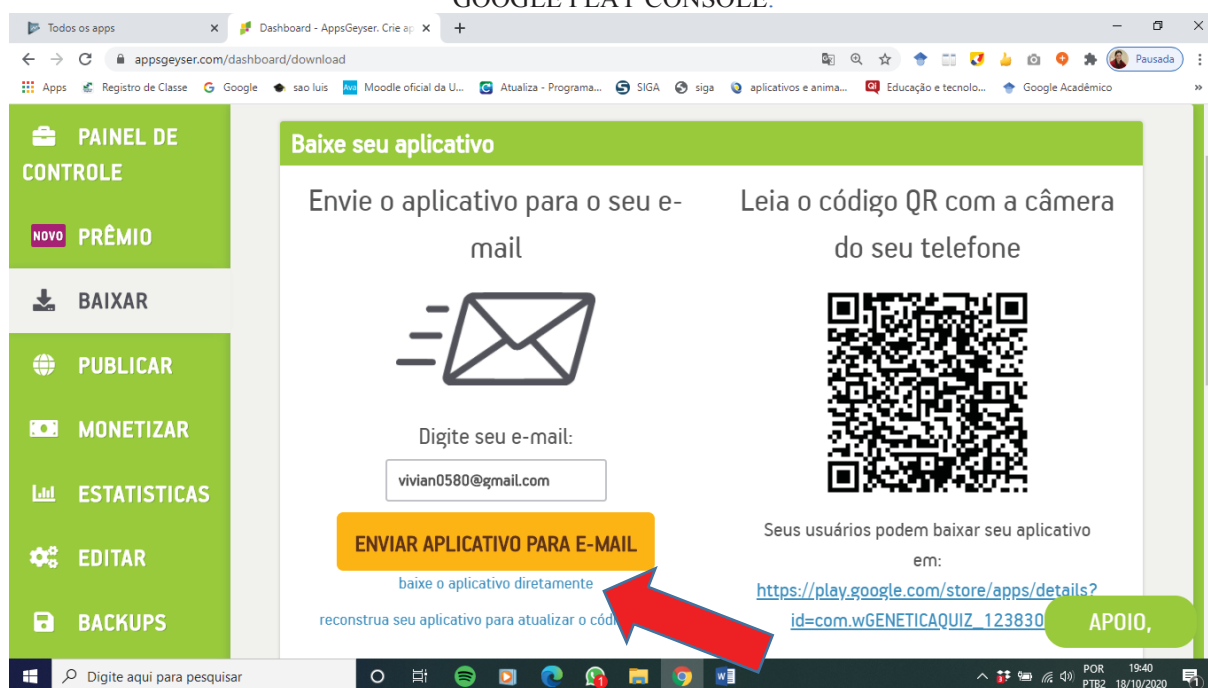 GOOGLE PLAY CONSOLE.
Todos os apps
Dashboard - AppsGeyser. Crie ap
appsgeyser.com/dashboard/download
Pausada
Apps
Registro de Classe
Google
sao luis
Moodle oficial da U...
Atualiza - Programa...
SIGA
siga
aplicativos e anima...
Educação e tecnolo...
Google Acadêmico
»
PAINEL DE
CONTROLE
NOVO PRÊMIO
BAIXAR
PUBLICAR
MONETIZAR
ESTATISTICAS
EDITAR
BACKUPS
Baixe seu aplicativo
Envie o aplicativo para o seu e-
mail
Digite seu e-mail:
vivian0580@gmail.com
ENVIAR APLICATIVO PARA E-MAIL
baixe o aplicativo diretamente
reconstrua seu aplicativo para atualizar o
Leia o código QR com a câmera
do seu telefone
Seus usuários podem baixar seu aplicativo
em:
https://play.google.com/store/apps/details?
id=com.wGENETICAQUIZ_123830
APOIO,
Digite aqui para pesquisar
POR
PTB2
19:40
18/10/2020